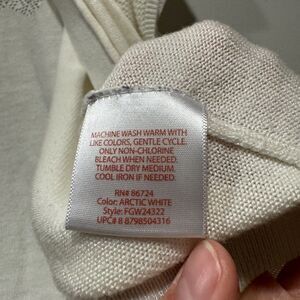 MACHINE WASH WARM WITH
LIKE COLORS, GENTLE CYCLE.
ONLY NON-CHLORINE
BLEACH WHEN NEEDED.
TUMBLE DRY MEDIUM,
COOL IRON IF NEEDED.
RN# 86724
Color: ARCTIC WHITE
Style: FGW24322
UPC# 8 8798504316